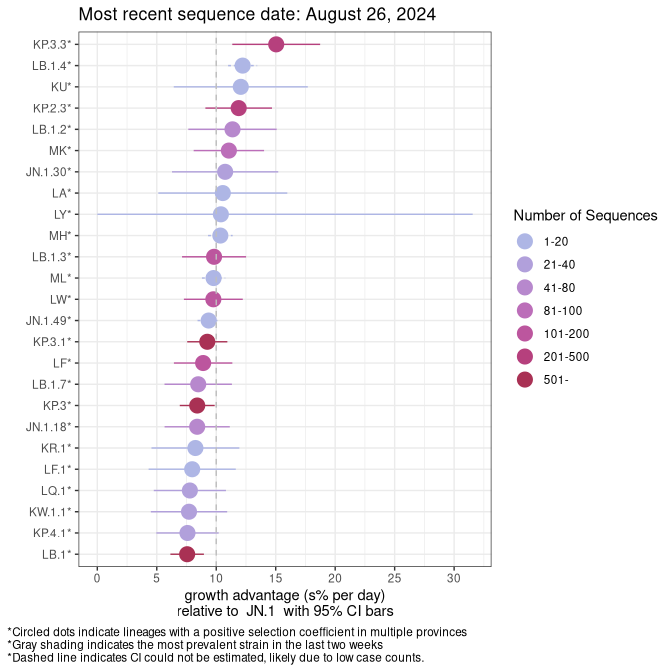 Most recent sequence date: August 26, 2024
KP.3.3*
LB.1.4*
KU*
KP.2.3*
LB.1.2*
MK*
JN.1.30*
LA*
LY*
MH*
LB.1.3*
ML*
LW*
JN.1.49*
KP.3.1*
LF*
LB.1.7*
KP.3*
JN.1.18*
KR.1*
LF.1*
LQ.1*
KW.1.1*
KP.4.1*
LB.1*
0 5 10 15 20 25 30
growth advantage (s% per day)
relative to JN.1 with 95% CI bars
Number of Sequences
1-20
21-40
41-80
81-100
101-200
201-500
501-
*Circled dots indicate lineages with a positive selection coefficient in multiple provinces
*Gray shading indicates the most prevalent strain in the last two weeks
*Dashed line indicates CI could not be estimated, likely due to low case counts.